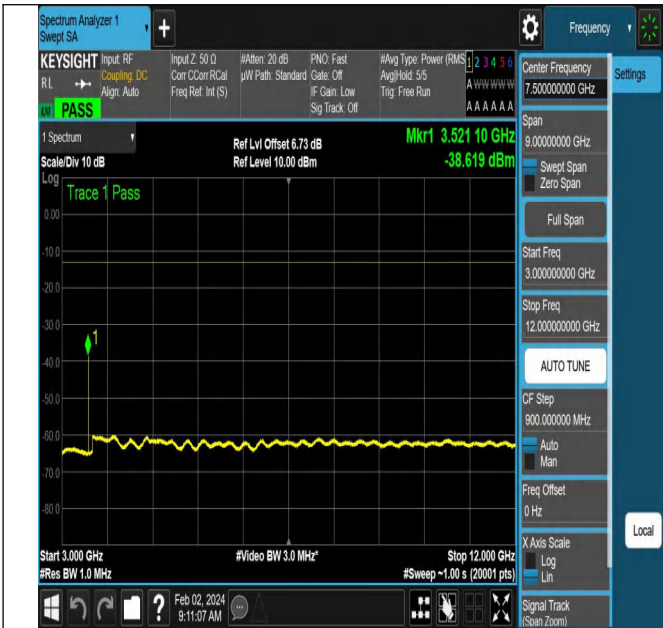 Spectrum Analyzer 1
Swept SA
Frequency
KEYSIGHT
RL
Input: RF
Coupling: DC
Align: Auto
Input Z: 50 Ω
Corr CCorr RCal
Freq Ref: Int (S)
#Atten: 20 dB
µW Path: Standard
PNO: Fast
Gate: Off
IF Gain: Low
Sig Track: Off
#Avg Type: Power (RMS
Avg|Hold: 5/5
Trig: Free Run
1 2 3 4 5 6
A W W W W W
A A A A A A
PASS
1 Spectrum
Scale/Div 10 dB
Log
Ref Lvl Offset 6.73 dB
Ref Level 10.00 dBm
Mkr1 3.521 10 GHz
-38.619 dBm
Trace 1 Pass
0.00
-10.0
-20.0
-30.0
-40.0
-50.0
-60.0
-70.0
-80.0
1
Start 3.000 GHz
#Res BW 1.0 MHz
#Video BW 3.0 MHz*
Stop 12.000 GHz
#Sweep ~1.00 s (20001 pts)
Feb 02, 2024
9:11:07 AM
Center Frequency
7.500000000 GHz
Settings
Span
9.00000000 GHz
Swept Span
Zero Span
Full Span
Start Freq
3.000000000 GHz
Stop Freq
12.000000000 GHz
AUTO TUNE
CF Step
900.000000 MHz
Auto
Man
Freq Offset
0 Hz
X Axis Scale
Log
Lin
Local
Signal Track
(Span Zoom)